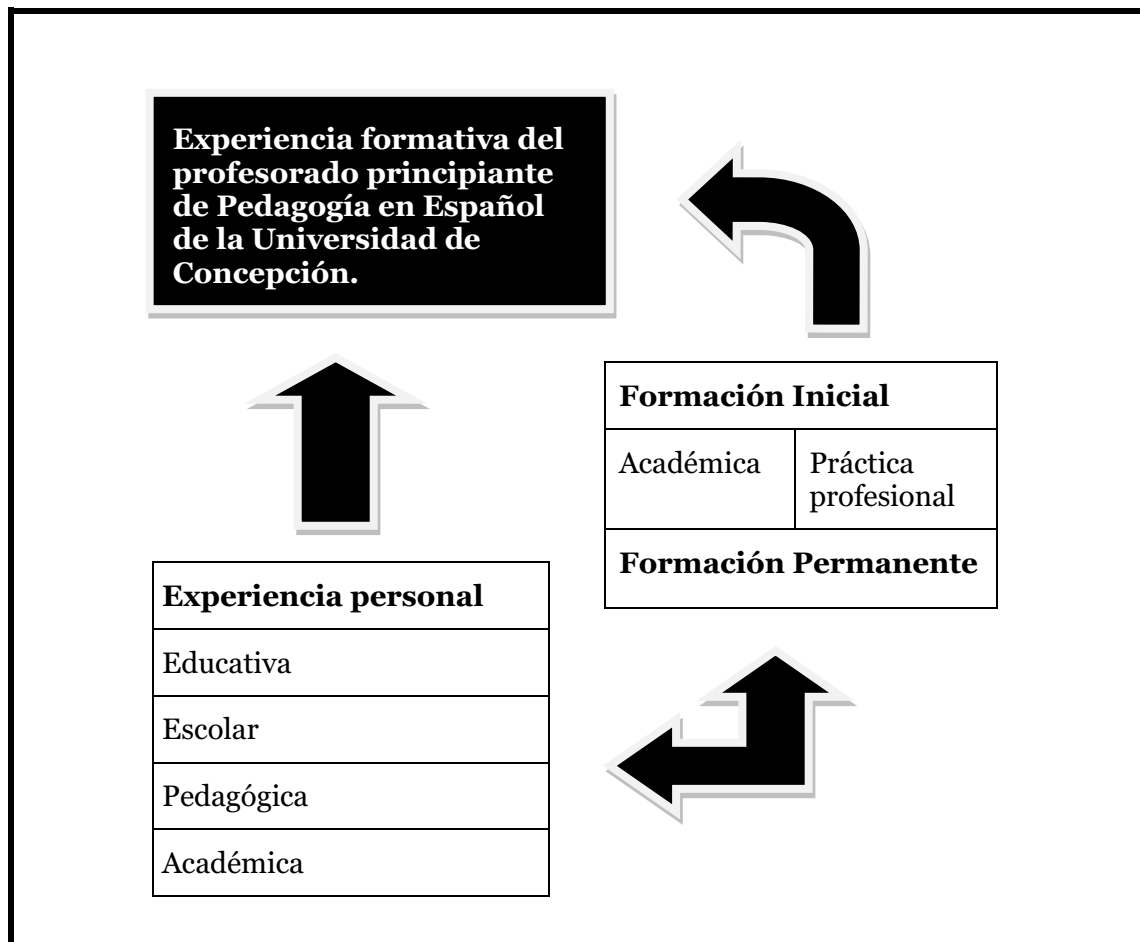 Experiencia formativa del
profesorado principiante
de Pedagogía en Español
de la Universidad de
Concepción.
Formación Inicial
Académica
Práctica
profesional
Formación Permanente
Experiencia personal
Educativa
Escolar
Pedagógica
Académica